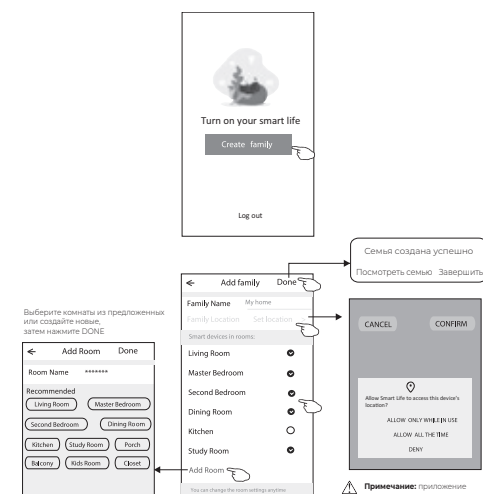 Turn on your smart life
Create family
Log out
Семья создана успешно
Посмотреть семью Завершить
Add family Done
Family Name My home
Family Location Set location >
Smart devices in rooms:
Living Room
Master Bedroom
Second Bedroom
Dining Room
Kitchen
Study Room
Add Room
You can change the room settings anytime
Выберите комнаты из предложенных
или создайте новые,
затем нажмите DONE
Add Room Done
Room Name *******
Recommended
Living Room Master Bedroom
Second Bedroom Dining Room
Kitchen Study Room Porch
Balcony Kids Room Closet
CANCEL CONFIRM
Allow Smart Life to access this device's
location?
ALLOW ONLY WHILE IN USE
ALLOW ALL THE TIME
DENY
Примечание: приложение